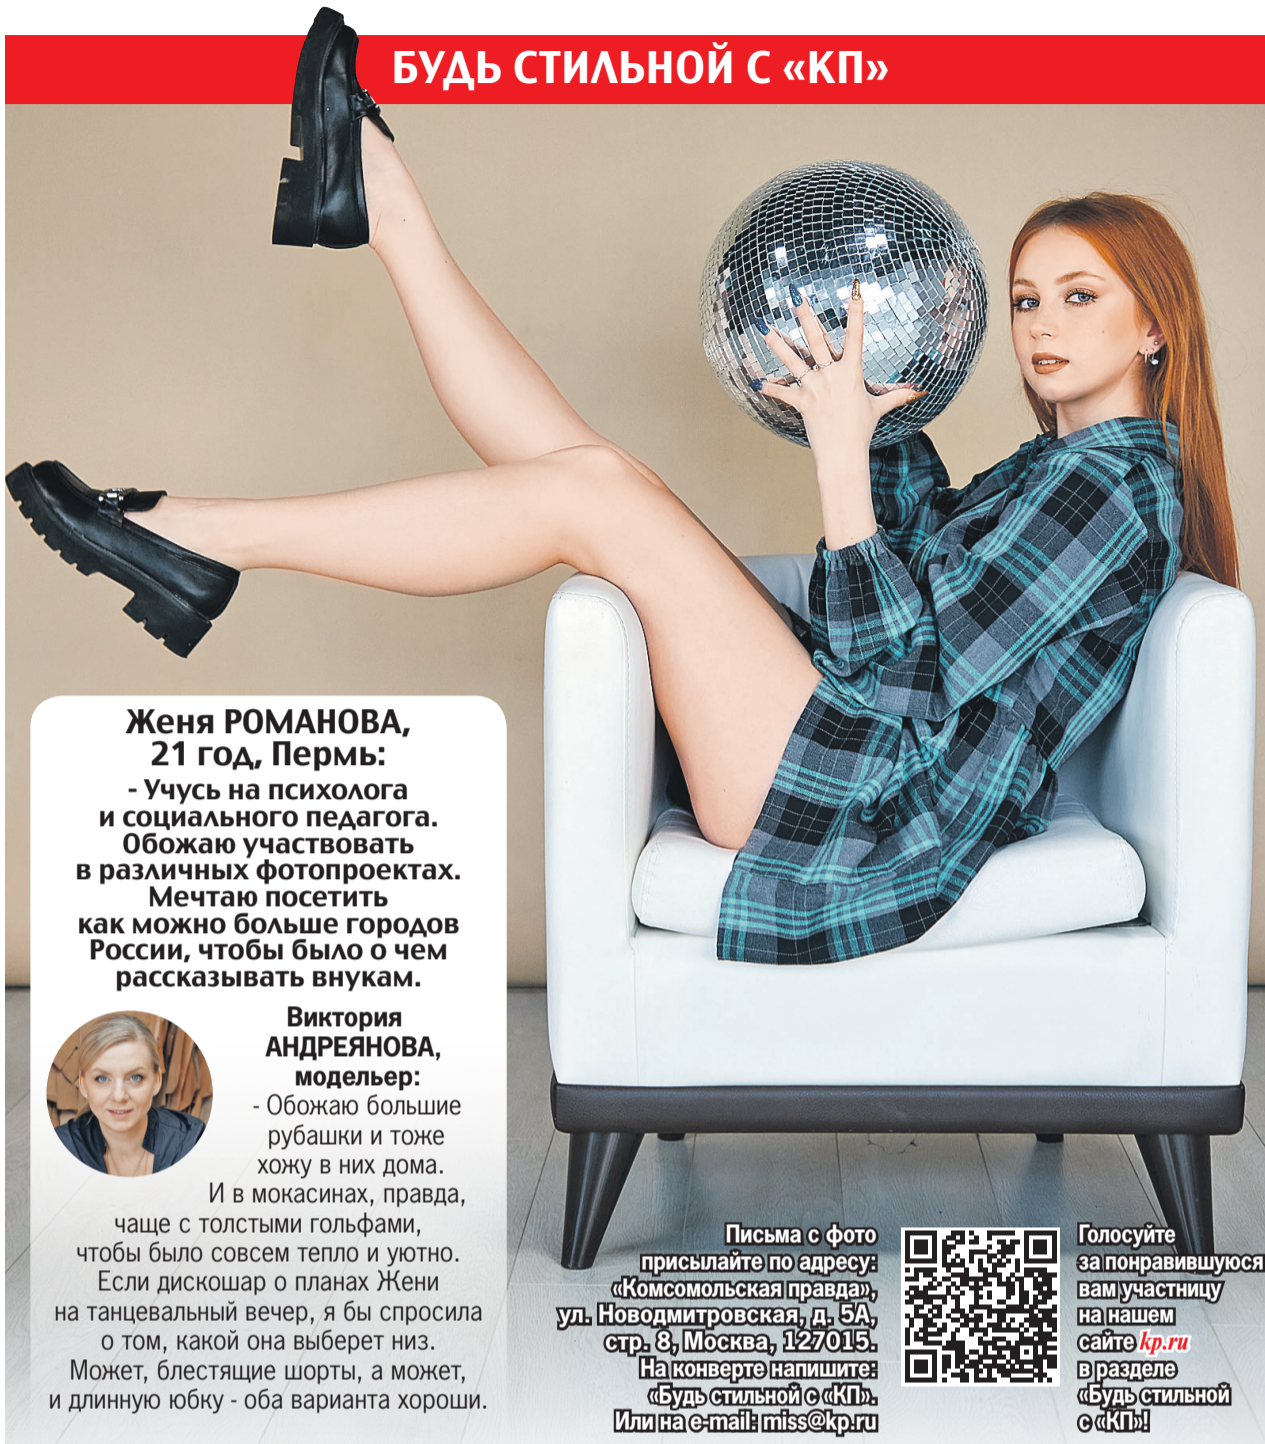 БУДЬ СТИЛЬНОЙ С «КП»
Женя РОМАНОВА,
21 год, Пермь:
- Учусь на психолога
и социального педагога.
Обожаю участвовать
в различных фотопроектах.
Мечтаю посетить
как можно больше городов
России, чтобы было о чем
рассказывать внукам.
Виктория
АНДРЕЯНОВА,
модельер:
- Обожаю большие
рубашки и тоже
хожу в них дома.
И в мокасинах, правда,
чаще с толстыми гольфами,
чтобы было совсем тепло и уютно.
Если дискошар о планах Жени
на танцевальный вечер, я бы спросила
о том, какой она выберет низ.
Может, блестящие шорты, а может,
и длинную юбку - оба варианта хороши.
Письма с фото
присылайте по адресу:
«Комсомольская правда»,
ул. Новодмитровская, д. 5А,
стр. 8, Москва, 127015.
На конверте напишите:
«Будь стильной с «КП».
Или на e-mail: miss@kp.ru
Голосуйте
за понравившуюся
вам участницу
на нашем
сайте kp.ru
в разделе
«Будь стильной
с «КП»!